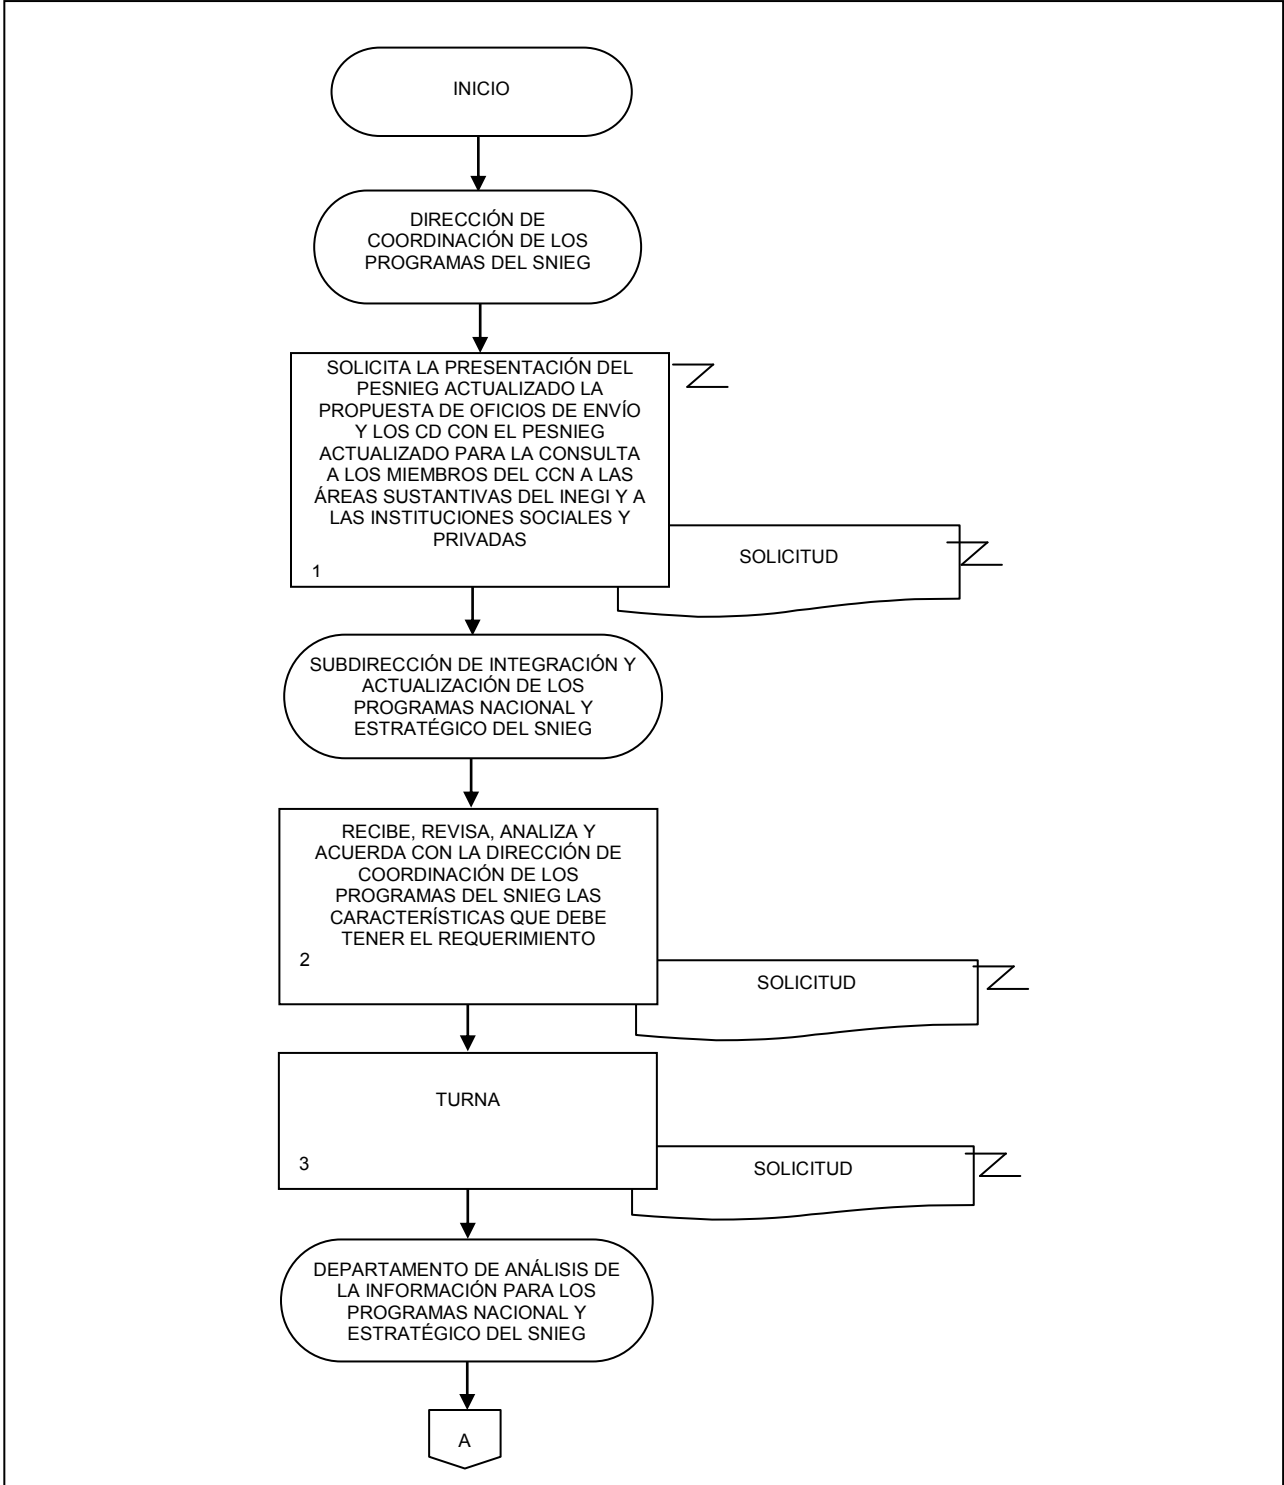 INICIO
DIRECCIÓN DE
COORDINACIÓN DE LOS
PROGRAMAS DEL SNIEG
SOLICITA LA PRESENTACIÓN DEL
PESNIEG ACTUALIZADO LA
PROPUESTA DE OFICIOS DE ENVÍO
Y LOS CD CON EL PESNIEG
ACTUALIZADO PARA LA CONSULTA
A LOS MIEMBROS DEL CCN A LAS
ÁREAS SUSTANTIVAS DEL INEGI Y A
LAS INSTITUCIONES SOCIALES Y
PRIVADAS
1
SOLICITUD
SUBDIRECCIÓN DE INTEGRACIÓN Y
ACTUALIZACIÓN DE LOS
PROGRAMAS NACIONAL Y
ESTRATÉGICO DEL SNIEG
RECIBE, REVISA, ANALIZA Y
ACUERDA CON LA DIRECCIÓN DE
COORDINACIÓN DE LOS
PROGRAMAS DEL SNIEG LAS
CARACTERÍSTICAS QUE DEBE
TENER EL REQUERIMIENTO
2
SOLICITUD
TURNA
3
SOLICITUD
DEPARTAMENTO DE ANÁLISIS DE
LA INFORMACIÓN PARA LOS
PROGRAMAS NACIONAL Y
ESTRATÉGICO DEL SNIEG
A